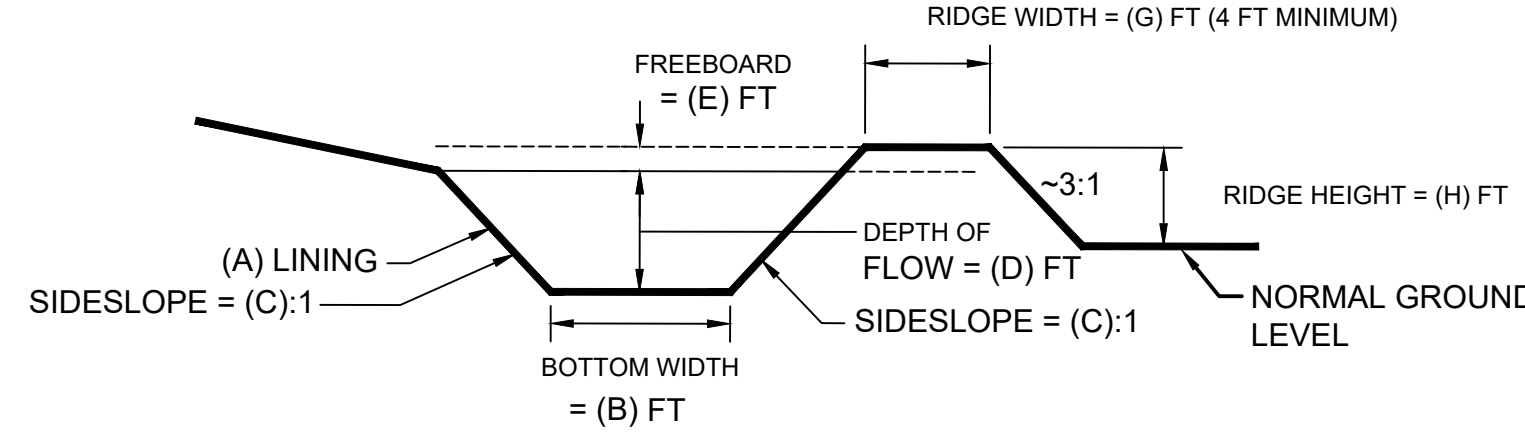 RIDGE WIDTH = (G) FT (4 FT MINIMUM)
FREEBOARD
= (E) FT
~3:1
RIDGE HEIGHT = (H) FT
(A) LINING
SIDESLOPE = (C):1
DEPTH OF
FLOW = (D) FT
SIDESLOPE = (C):1
NORMAL GROUND
LEVEL
BOTTOM WIDTH
= (B) FT